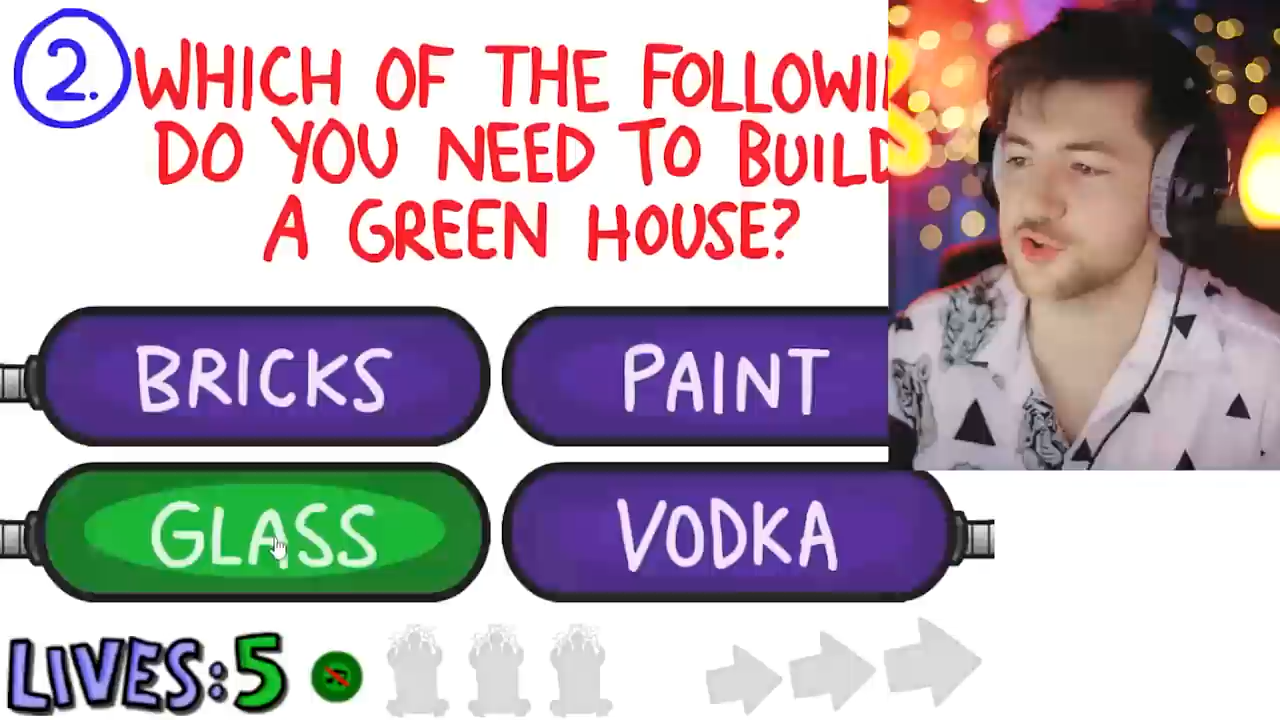 2. WHICH OF THE FOLLOWI
DO YOU NEED TO BUILD
A GREEN HOUSE?
BRICKS
PAINT
GLASS
VODKA
LIVES:5